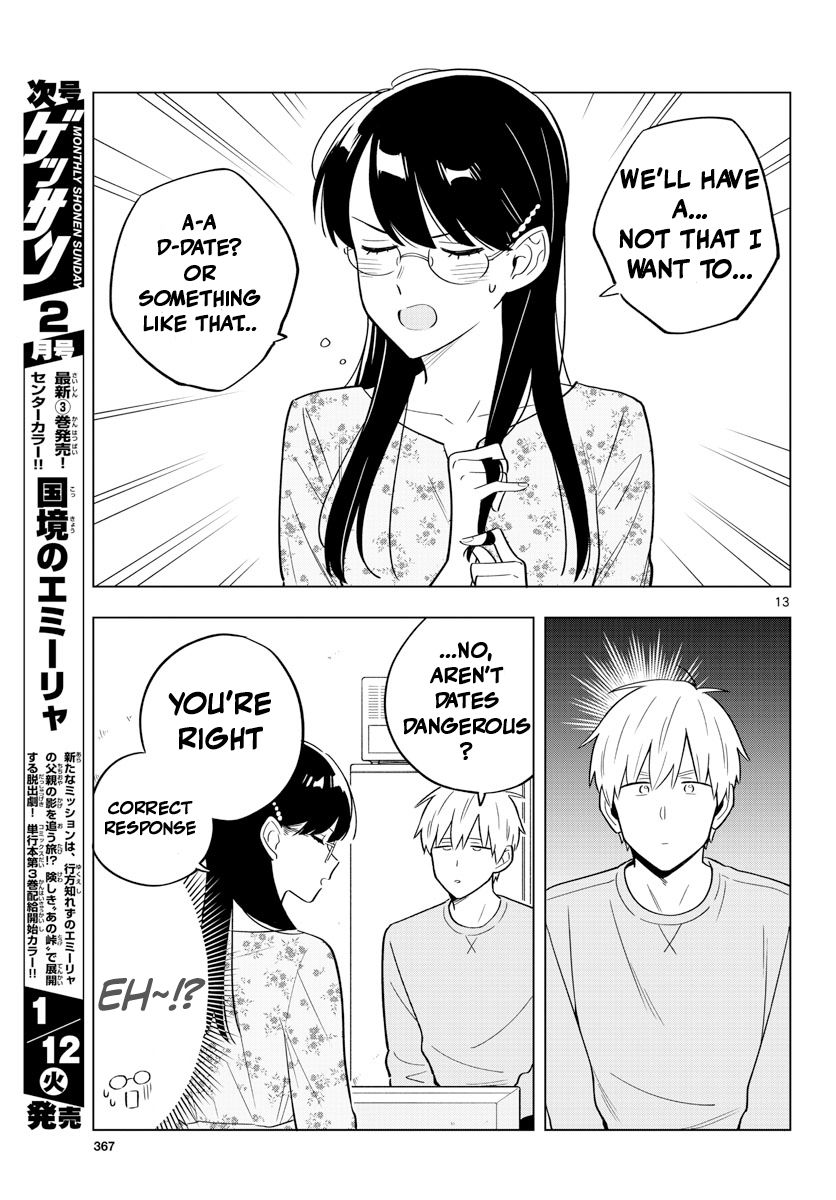 WE'LL HAVE
A...
NOT THAT I
WANT TO...
A-A
D-DATE?
OR
SOMETHING
LIKE THAT...
13
...NO,
AREN'T
DATES
DANGEROUS
?
YOU'RE
RIGHT
CORRECT
RESPONSE
EH~!?
367
次号
ゲッサン
MONTHLY SHONEN SUNDAY
2
月号
最新③巻発売!
センターカラー!!
国境のエミーリャ
新たなミッションは、行方知れずのエミーリャ
の父親の影を追う旅!? 険しき“あの峠”で展開
する脱出劇! 単行本第3巻配給開始カラー!!
1/12
火
発売